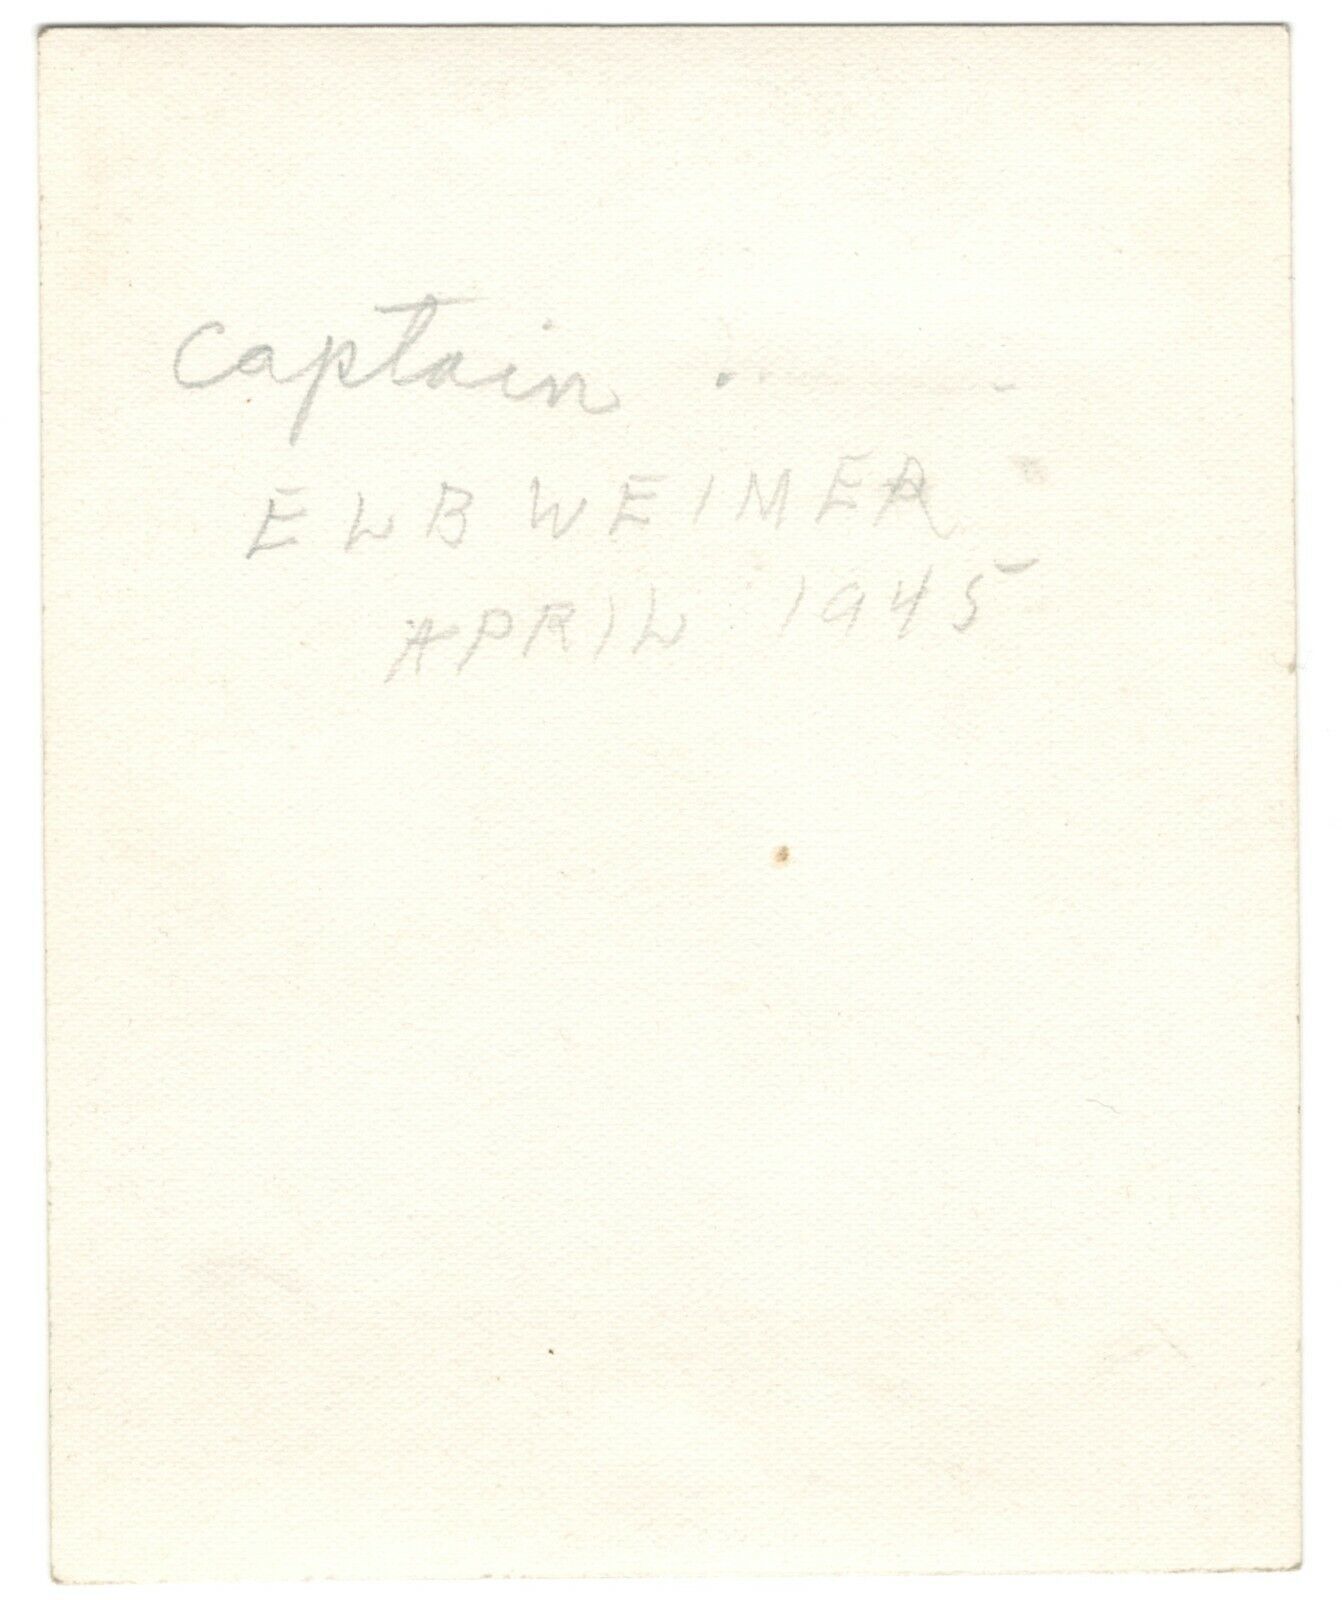 Captain
ELB WEIMER
APRIL 1945